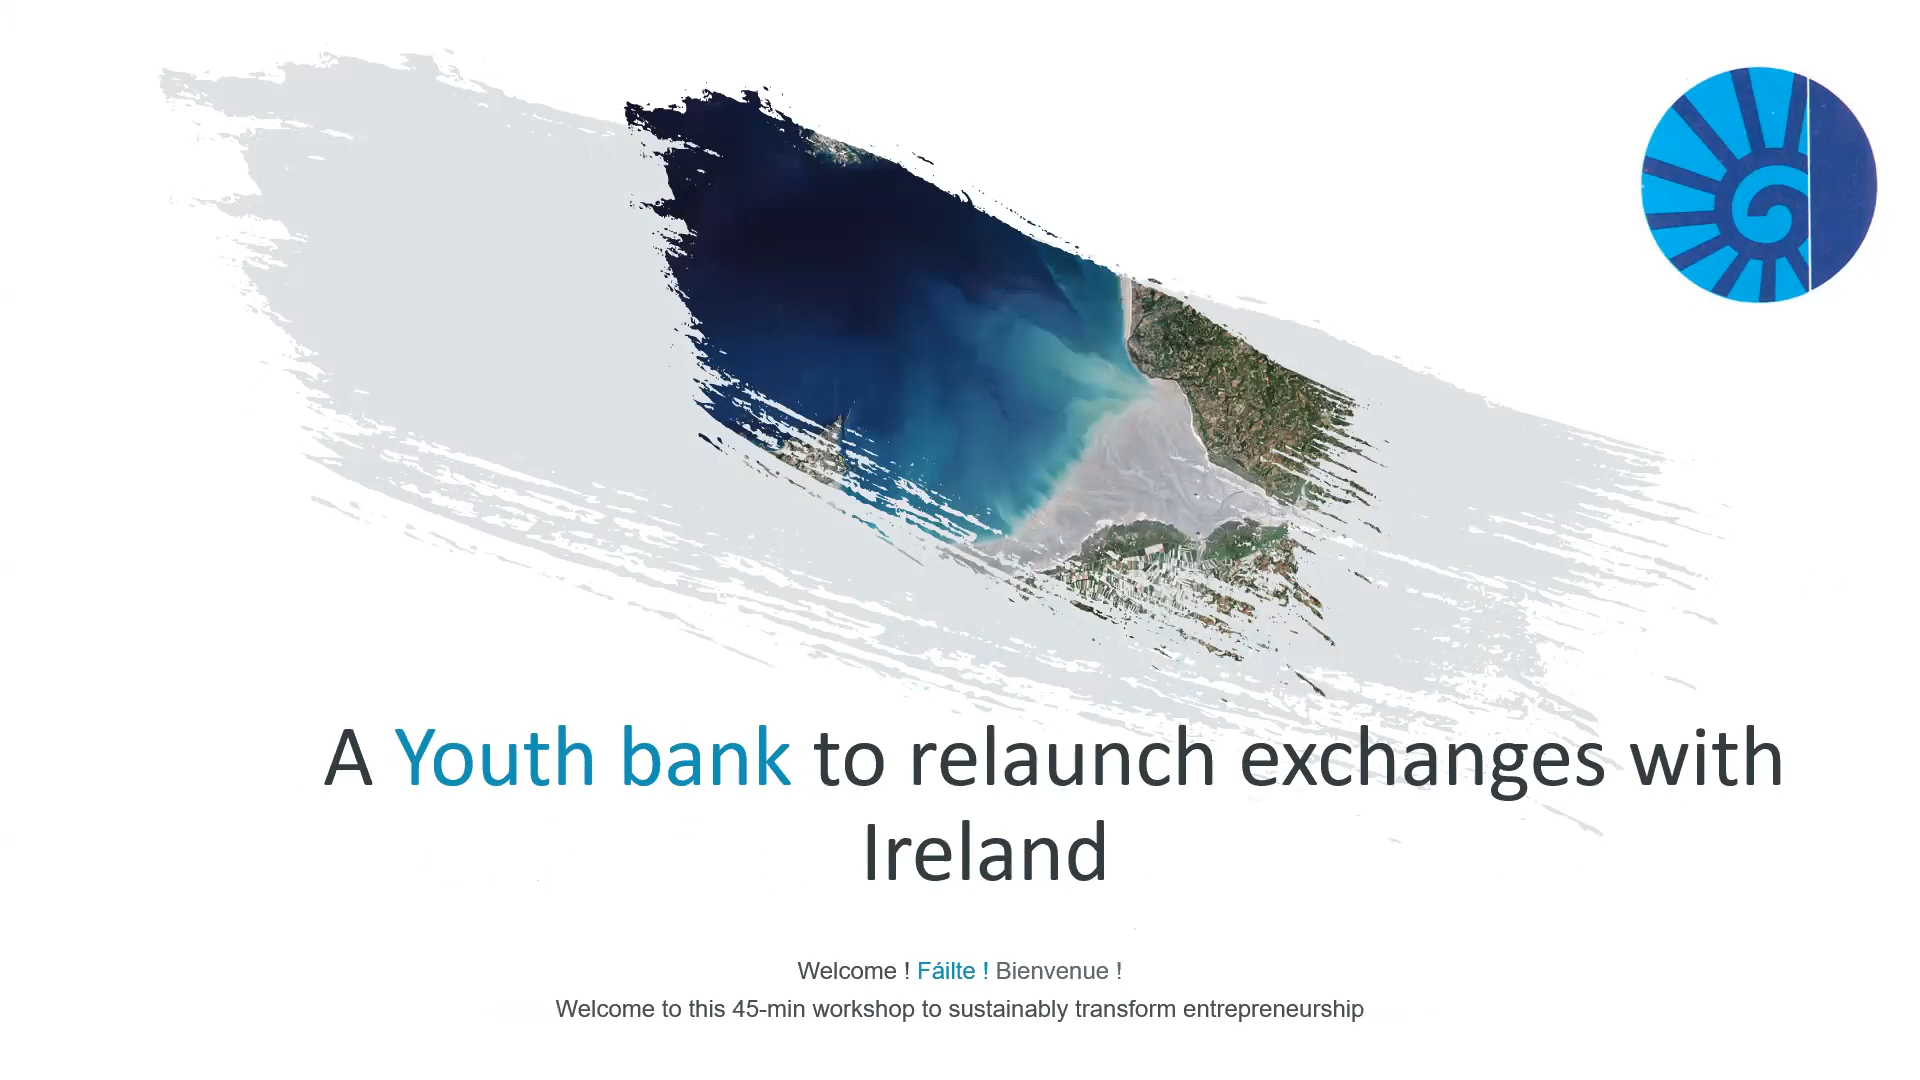 A Youth bank to relaunch exchanges with
Ireland
Welcome ! Fáilte ! Bienvenue !
Welcome to this 45-min workshop to sustainably transform entrepreneurship